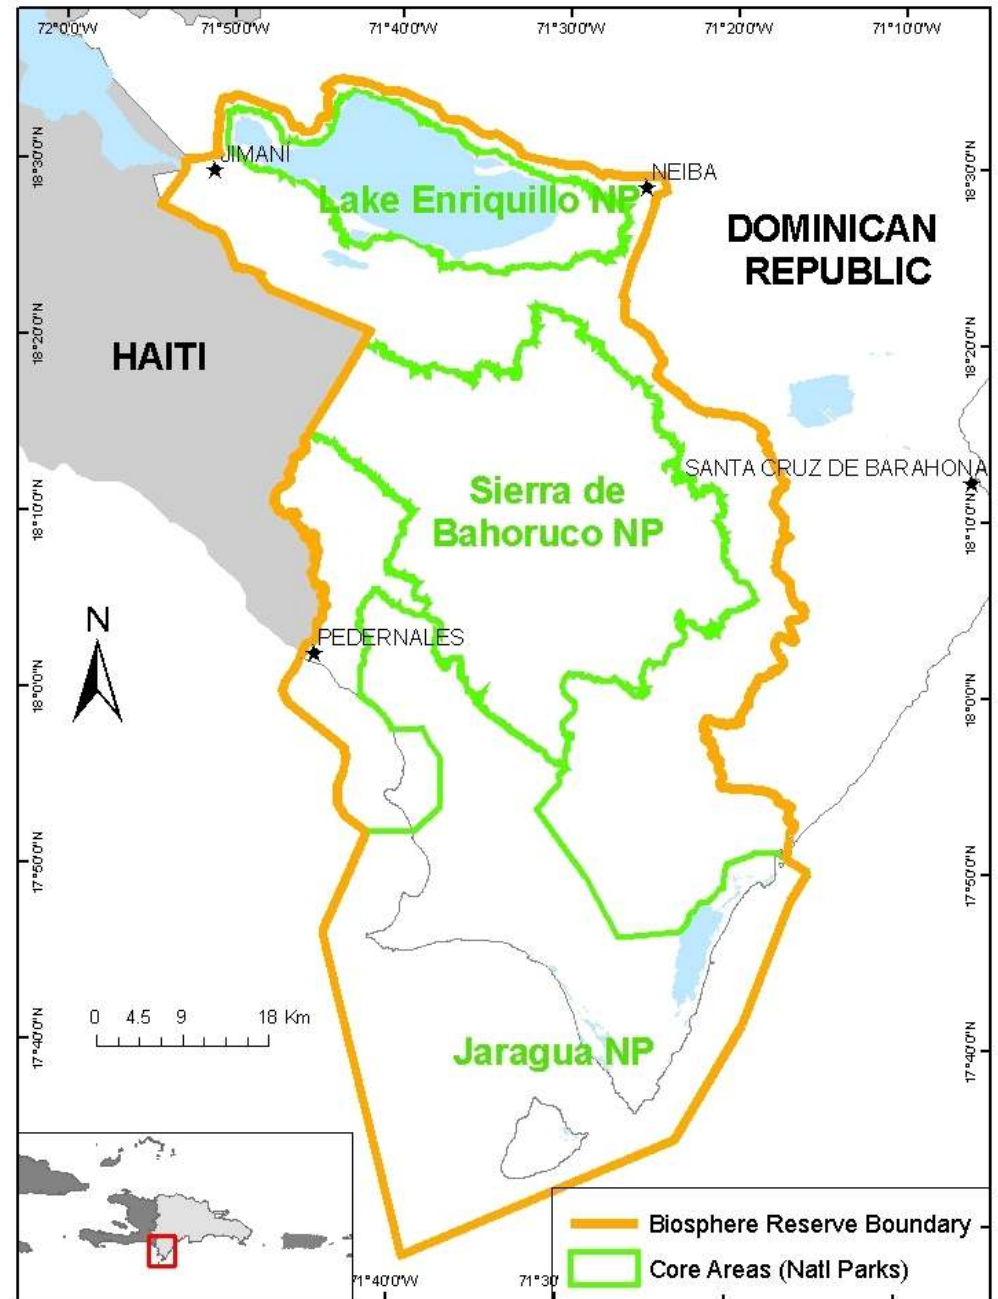 72°0'0"W
71°50'0"W
71°40'0"W
71°30'0"W
71°20'0"W
71°10'0"W
18°30'0"N
JIMANÍ
NEIBA
18°30'0"N
Lake Enriquillo NP
DOMINICAN
REPUBLIC
18°20'0"N
HAITI
18°20'0"N
SANTA CRUZ DE BARAHONA
18°10'0"N
Sierra de
Bahoruco NP
18°10'0"N
N
PEDERNALES
18°0'0"N
18°0'0"N
17°50'0"N
17°50'0"N
0 4.5 9 18 Km
17°40'0"N
Jaragua NP
17°40'0"N
Biosphere Reserve Boundary
Core Areas (Natl Parks)
71°40'0"W
71°30'